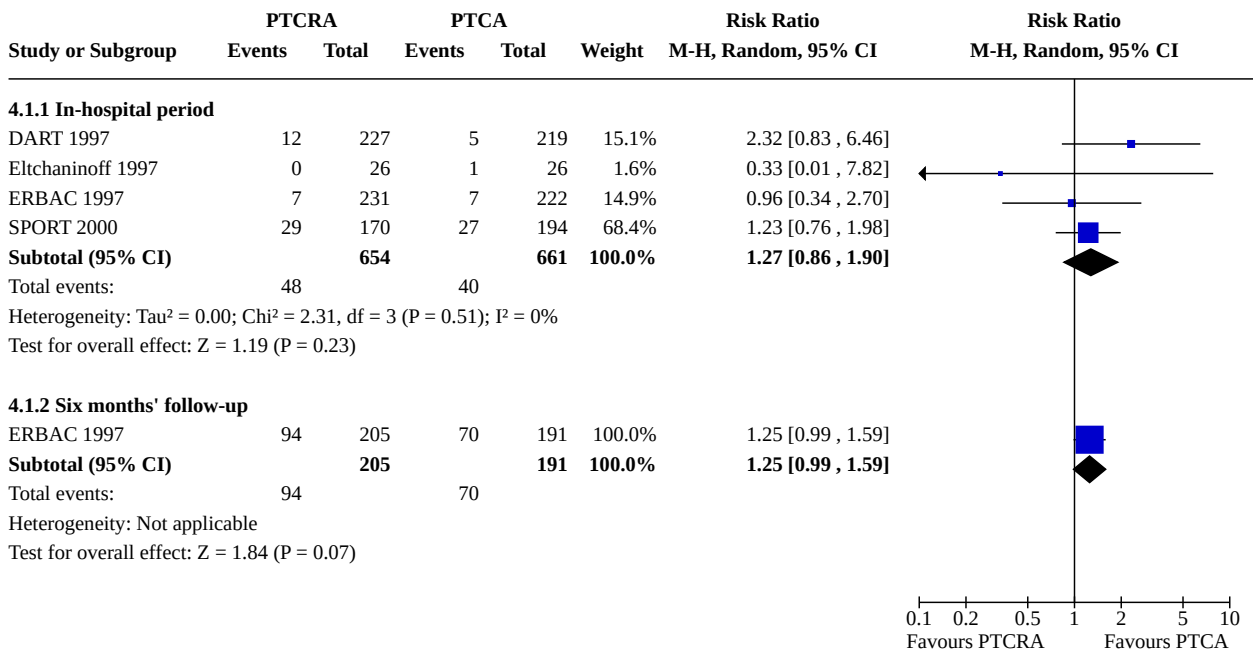 PTCRA PTCA Risk Ratio Risk Ratio
Study or Subgroup Events Total Events Total Weight M-H, Random, 95% CI M-H, Random, 95% CI
4.1.1 In-hospital period
DART 1997 12 227 5 219 15.1% 2.32 [0.83 , 6.46]
Eltchaninoff 1997 0 26 1 26 1.6% 0.33 [0.01 , 7.82]
ERBAC 1997 7 231 7 222 14.9% 0.96 [0.34 , 2.70]
SPORT 2000 29 170 27 194 68.4% 1.23 [0.76 , 1.98]
Subtotal (95% CI) 654 661 100.0% 1.27 [0.86 , 1.90]
Total events: 48 40
Heterogeneity: Tau² = 0.00; Chi² = 2.31, df = 3 (P = 0.51); I² = 0%
Test for overall effect: Z = 1.19 (P = 0.23)
4.1.2 Six months' follow-up
ERBAC 1997 94 205 70 191 100.0% 1.25 [0.99 , 1.59]
Subtotal (95% CI) 205 191 100.0% 1.25 [0.99 , 1.59]
Total events: 94 70
Heterogeneity: Not applicable
Test for overall effect: Z = 1.84 (P = 0.07)
0.1 0.2 0.5 1 2 5 10
Favours PTCRA Favours PTCA